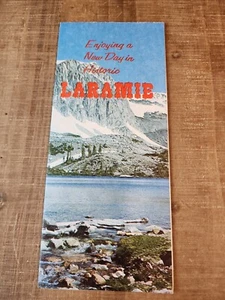 Enjoying a
New Day in
Historic
LARAMIE